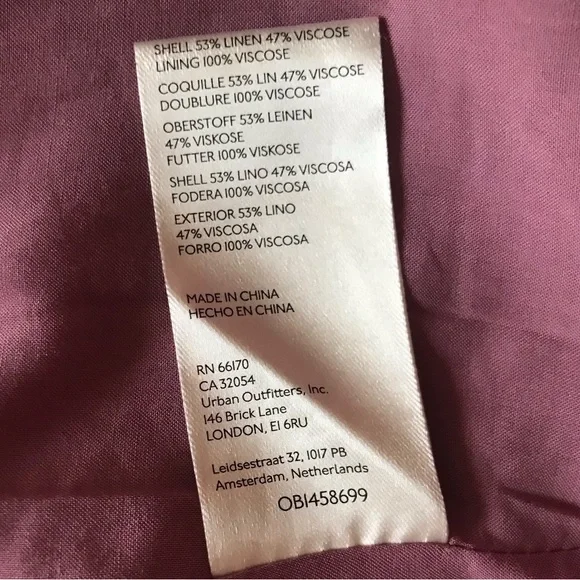 SHELL 53% LINEN 47% VISCOSE
LINING 100% VISCOSE
COQUILLE 53% LIN 47% VISCOSE
DOUBLURE 100% VISCOSE
OBERSTOFF 53% LEINEN
47% VISKOSE
FUTTER 100% VISKOSE
SHELL 53% LINO 47% VISCOSA
FODERA 100% VISCOSA
EXTERIOR 53% LINO
47% VISCOSA
FORRO 100% VISCOSA
MADE IN CHINA
HECHO EN CHINA
RN 66170
CA 32054
Urban Outfitters, Inc.
146 Brick Lane
LONDON, E1 6RU
Leidsestraat 32, 1017 PB
Amsterdam, Netherlands
OB1458699